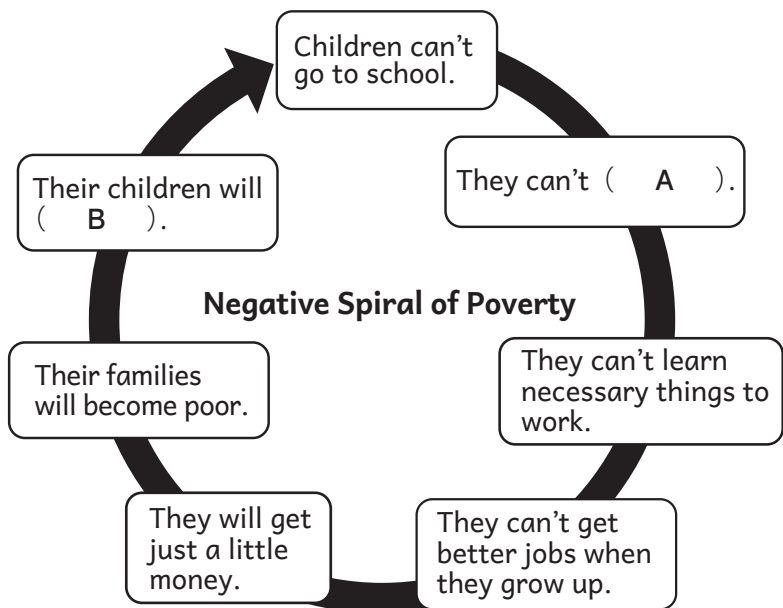 Children can't
go to school.
They can't ( A ).
They can't learn
necessary things to
work.
They can't get
better jobs when
they grow up.
They will get
just a little
money.
Their families
will become poor.
Their children will
( B ).
Negative Spiral of Poverty